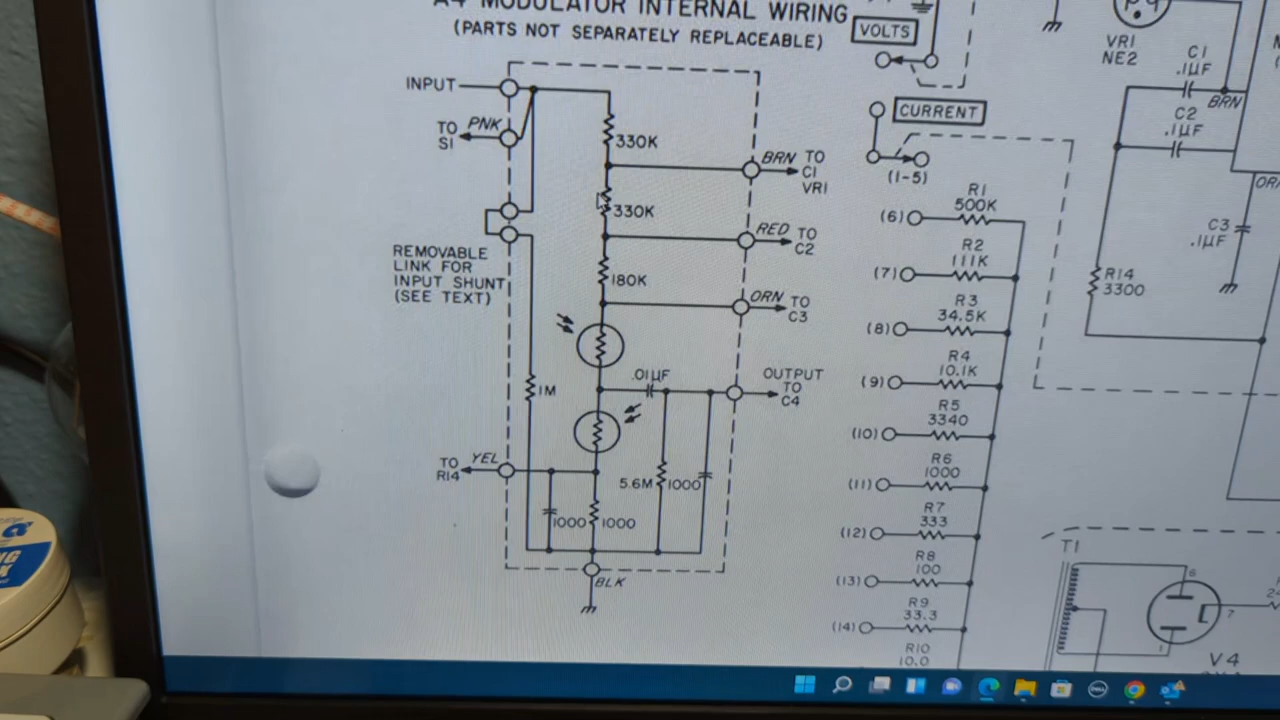 A4 MODULATOR INTERNAL WIRING
(PARTS NOT SEPARATELY REPLACEABLE)
INPUT
TO S1
PNK
330K
BRN TO C1 VR1
330K
RED TO C2
REMOVABLE
LINK FOR
INPUT SHUNT
(SEE TEXT)
180K
ORN TO C3
.01µF
OUTPUT
TO
C4
1M
TO R14
YEL
5.6M
1000
1000
1000
BLK
VOLTS
CURRENT
(1-5)
(6)
R1
500K
(7)
R2
111K
(8)
R3
34.5K
(9)
R4
10.1K
(10)
R5
3340
(11)
R6
1000
(12)
R7
333
(13)
R8
100
(14)
R9
33.3
R10
10.0
VR1
NE2
C1
.1µF
BRN
C2
.1µF
C3
.1µF
R14
3300
T1
6
7
1
V4